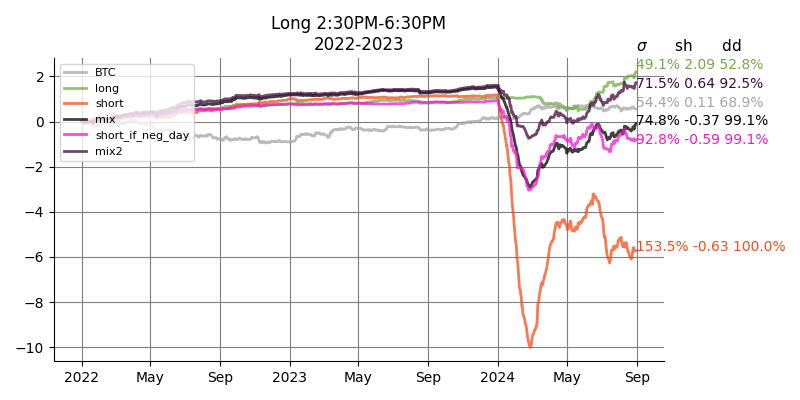 Long 2:30PM-6:30PM
2022-2023
σ sh dd
49.1% 2.09 52.8%
71.5% 0.64 92.5%
54.4% 0.11 68.9%
74.8% -0.37 99.1%
92.8% -0.59 99.1%
153.5% -0.63 100.0%
BTC
long
short
mix
short_if_neg_day
mix2
2
0
−2
−4
−6
−8
−10
2022 May Sep 2023 May Sep 2024 May Sep